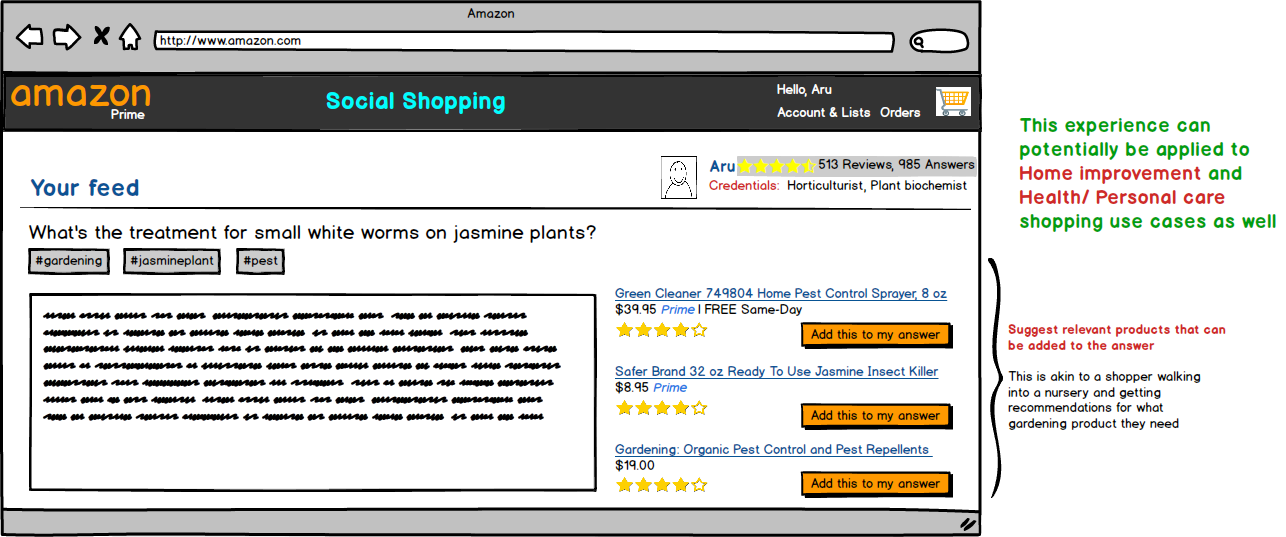 Amazon
http://www.amazon.com
amazon
Prime
Social Shopping
Hello, Aru
Account & Lists Orders
Your feed
Aru 513 Reviews, 985 Answers
Credentials: Horticulturist, Plant biochemist
What's the treatment for small white worms on jasmine plants?
#gardening #jasmineplant #pest
Green Cleaner 749804 Home Pest Control Sprayer, 8 oz
$39.95 Prime | FREE Same-Day
Add this to my answer
Safer Brand 32 oz Ready To Use Jasmine Insect Killer
$8.95 Prime
Add this to my answer
Gardening: Organic Pest Control and Pest Repellents
$19.00
Add this to my answer
This experience can
potentially be applied to
Home improvement and
Health/ Personal care
shopping use cases as well
Suggest relevant products that can
be added to the answer
This is akin to a shopper walking
into a nursery and getting
recommendations for what
gardening product they need